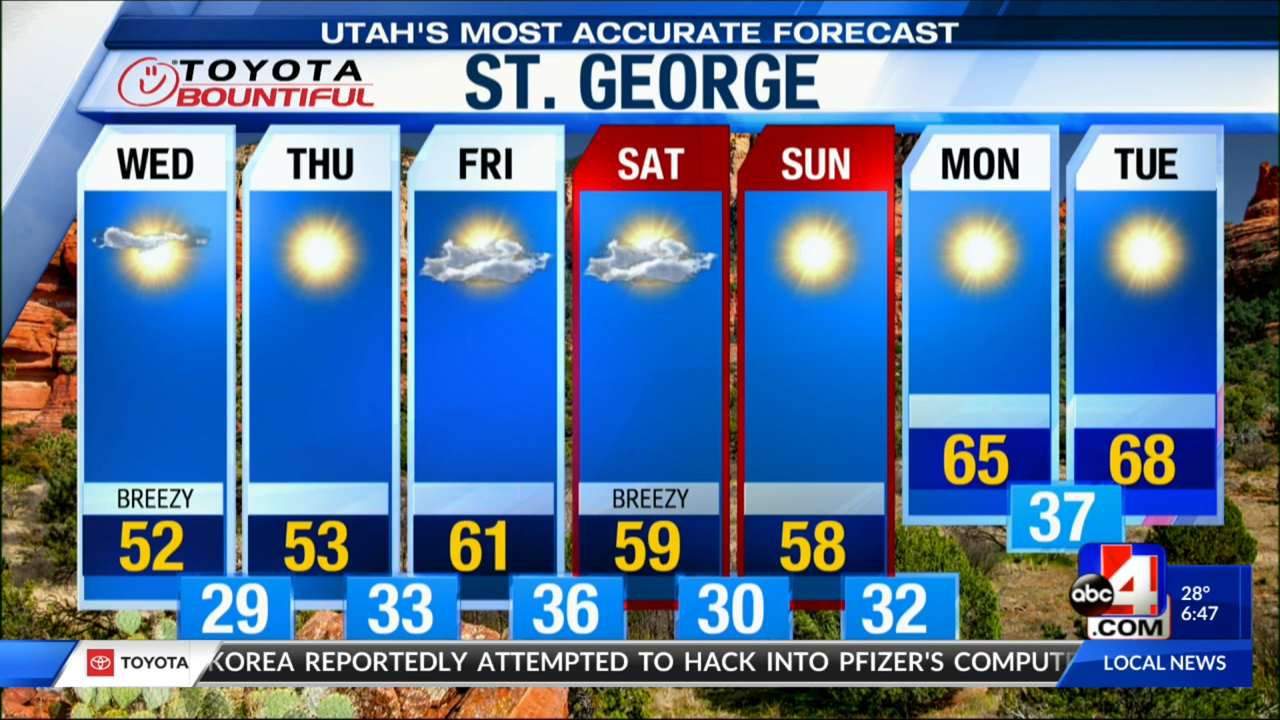 UTAH'S MOST ACCURATE FORECAST
TOYOTA
BOUNTIFUL
ST. GEORGE
WED THU FRI SAT SUN MON TUE
BREEZY BREEZY
65 68
52 53 61 59 58
37
29 33 36 30 32
abc 4 .COM
28°
6:47
TOYOTA
KOREA REPORTEDLY ATTEMPTED TO HACK INTO PFIZER'S COMPUT
LOCAL NEWS